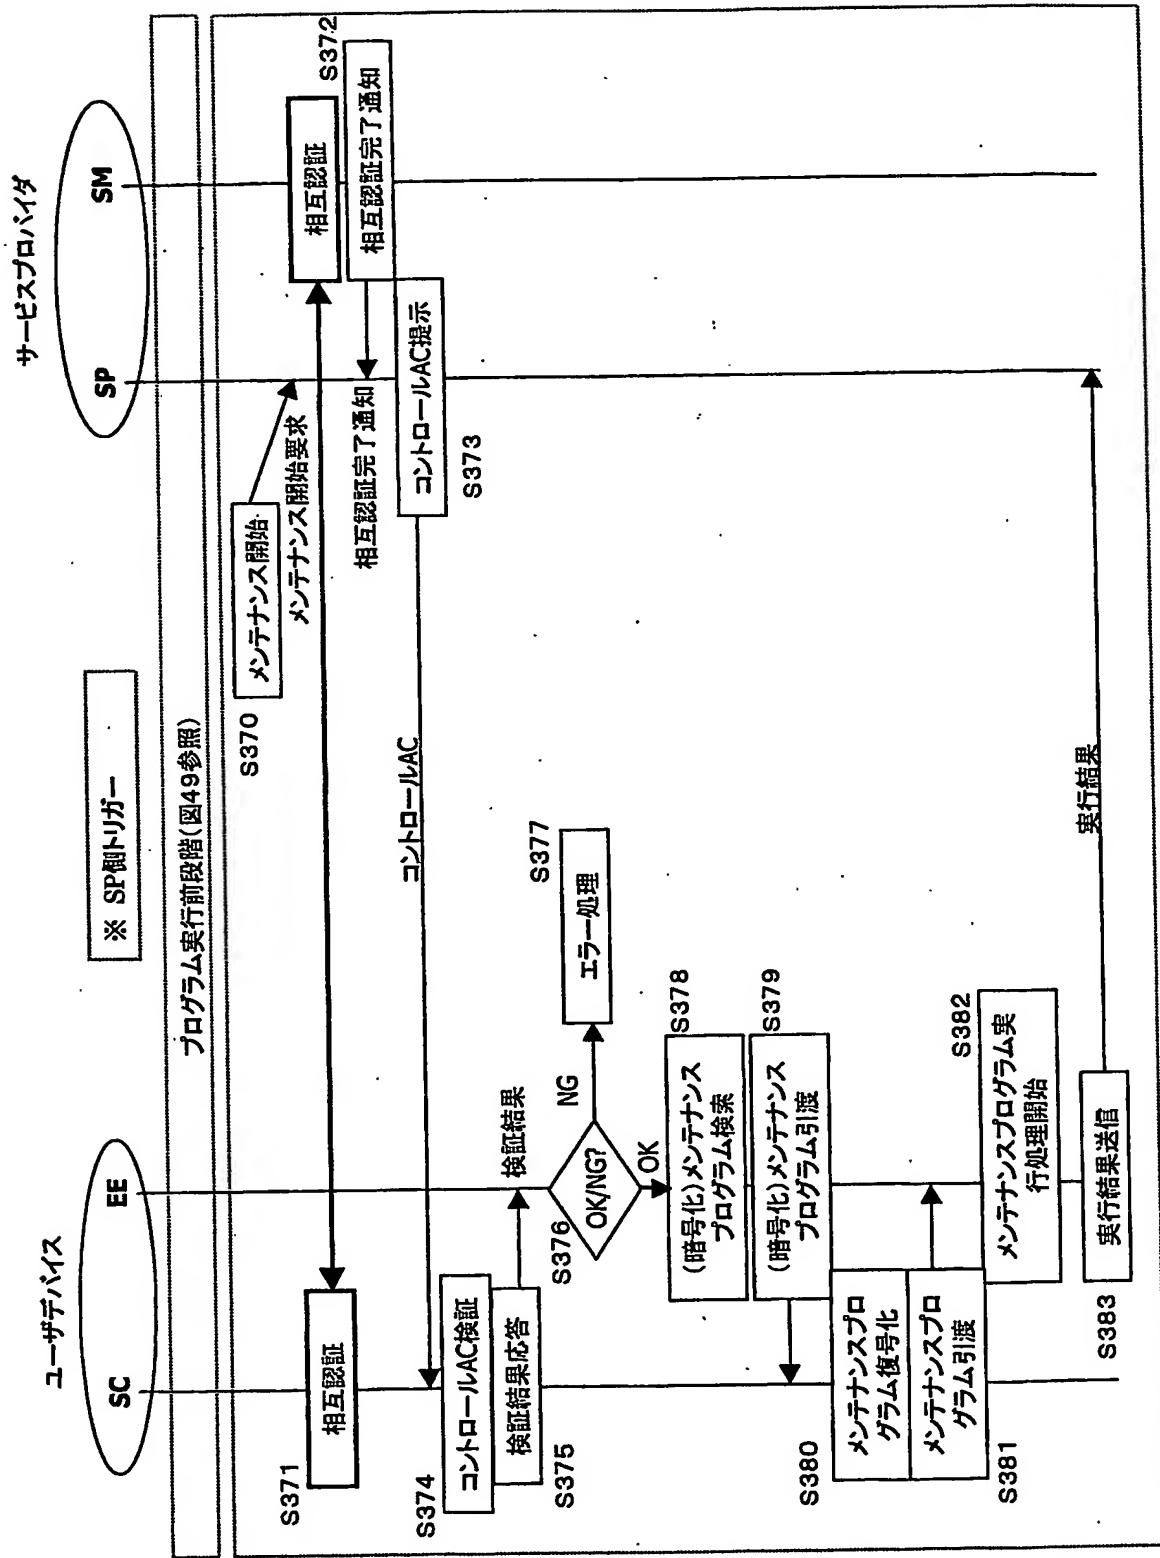 ※ SP側トリガー
ユーザデバイス
サービスプロバイダ
SC
EE
SP
SM
プログラム実行前段階(図49参照)
S370
メンテナンス開始
メンテナンス開始要求
S371
相互認証
相互認証
S372
相互認証完了通知
相互認証完了通知
コントロールAC提示
S373
コントロールAC
S374
コントロールAC検証
検証結果応答
S375
検証結果
S376
OK/NG?
NG
S377
エラー処理
OK
S378
(暗号化)メンテナンス
プログラム検索
S379
(暗号化)メンテナンス
プログラム引渡
S380
メンテナンスプロ
グラム復号化
メンテナンスプロ
グラム引渡
S381
S382
メンテナンスプログラム実
行処理開始
S383
実行結果送信
実行結果